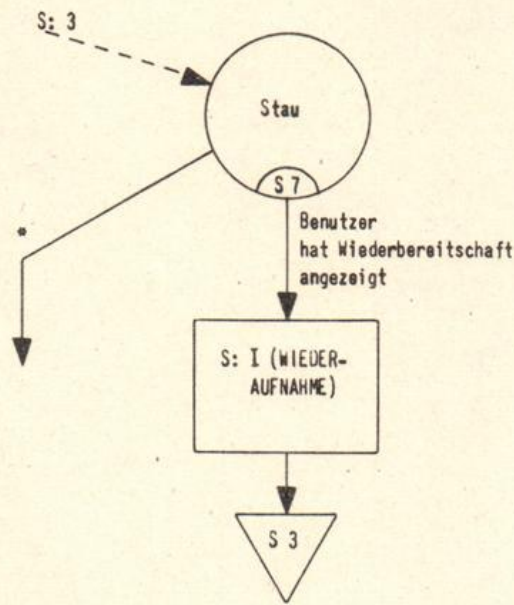 S: 3
Stau
S 7
*
Benutzer
hat Wiederbereitschaft
angezeigt
S: I (WIEDER-
AUFNAHME)
S 3